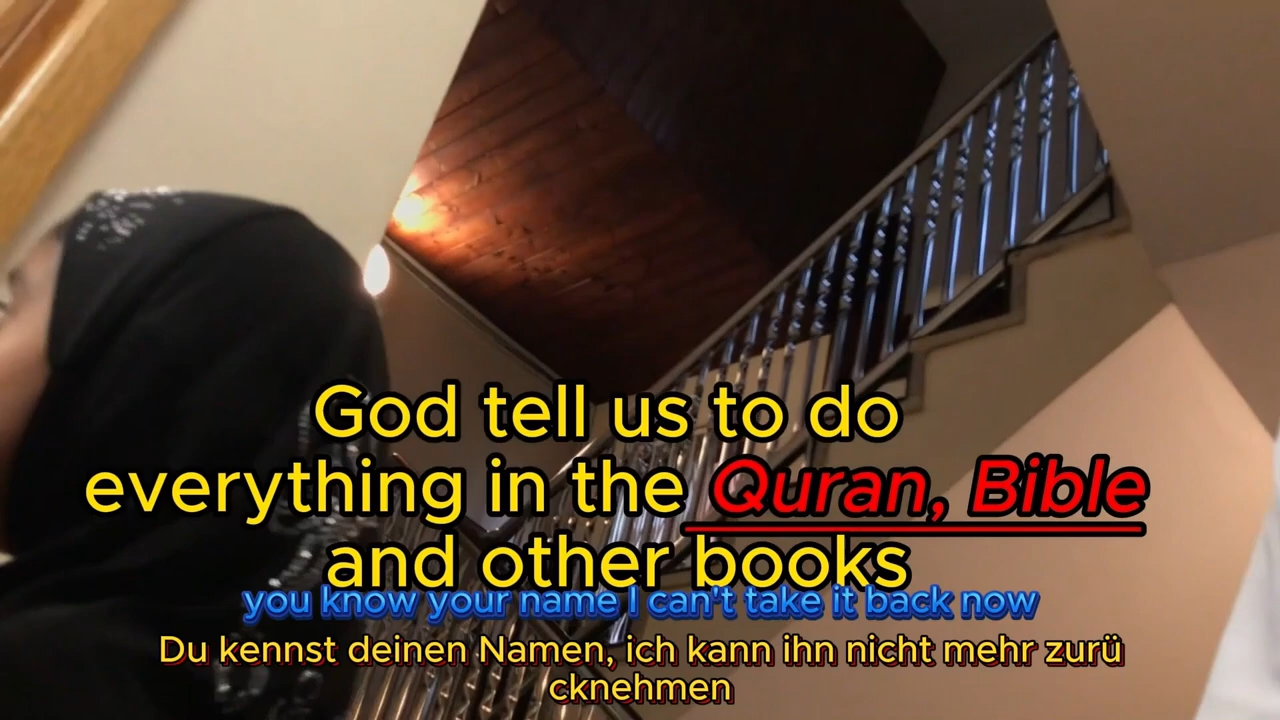 God tell us to do
everything in the Quran, Bible
and other books
you know your name I can't take it back now
Du kennst deinen Namen, ich kann ihn nicht mehr zurü
cknehmen